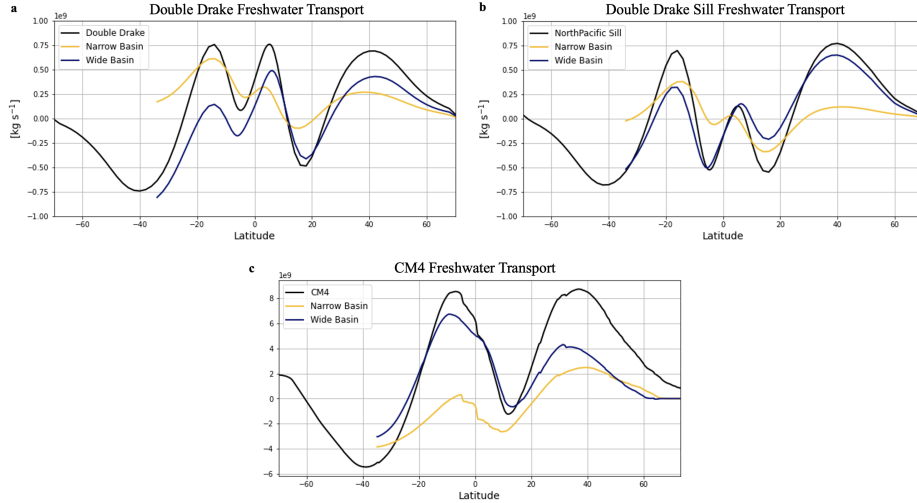 a
Double Drake Freshwater Transport
1e9
Double Drake
Narrow Basin
Wide Basin
[kg s⁻¹]
1.00
0.75
0.50
0.25
0.00
−0.25
−0.50
−0.75
−1.00
−60 −40 −20 0 20 40 60
Latitude
b
Double Drake Sill Freshwater Transport
1e9
NorthPacific Sill
Narrow Basin
Wide Basin
[kg s⁻¹]
1.00
0.75
0.50
0.25
0.00
−0.25
−0.50
−0.75
−1.00
−60 −40 −20 0 20 40 60
Latitude
c
CM4 Freshwater Transport
1e9
CM4
Narrow Basin
Wide Basin
[kg s⁻¹]
8
6
4
2
0
−2
−4
−6
−60 −40 −20 0 20 40 60
Latitude